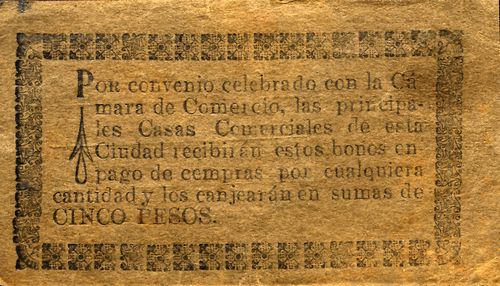 POR convenio celebrado con la Cá
mara de Comercio, las principa-
les Casas Comerciales de esta
Ciudad recibirán estos bonos en
pago de compras por cualquiera
cantidad y los canjearán en sumas de
CINCO PESOS.